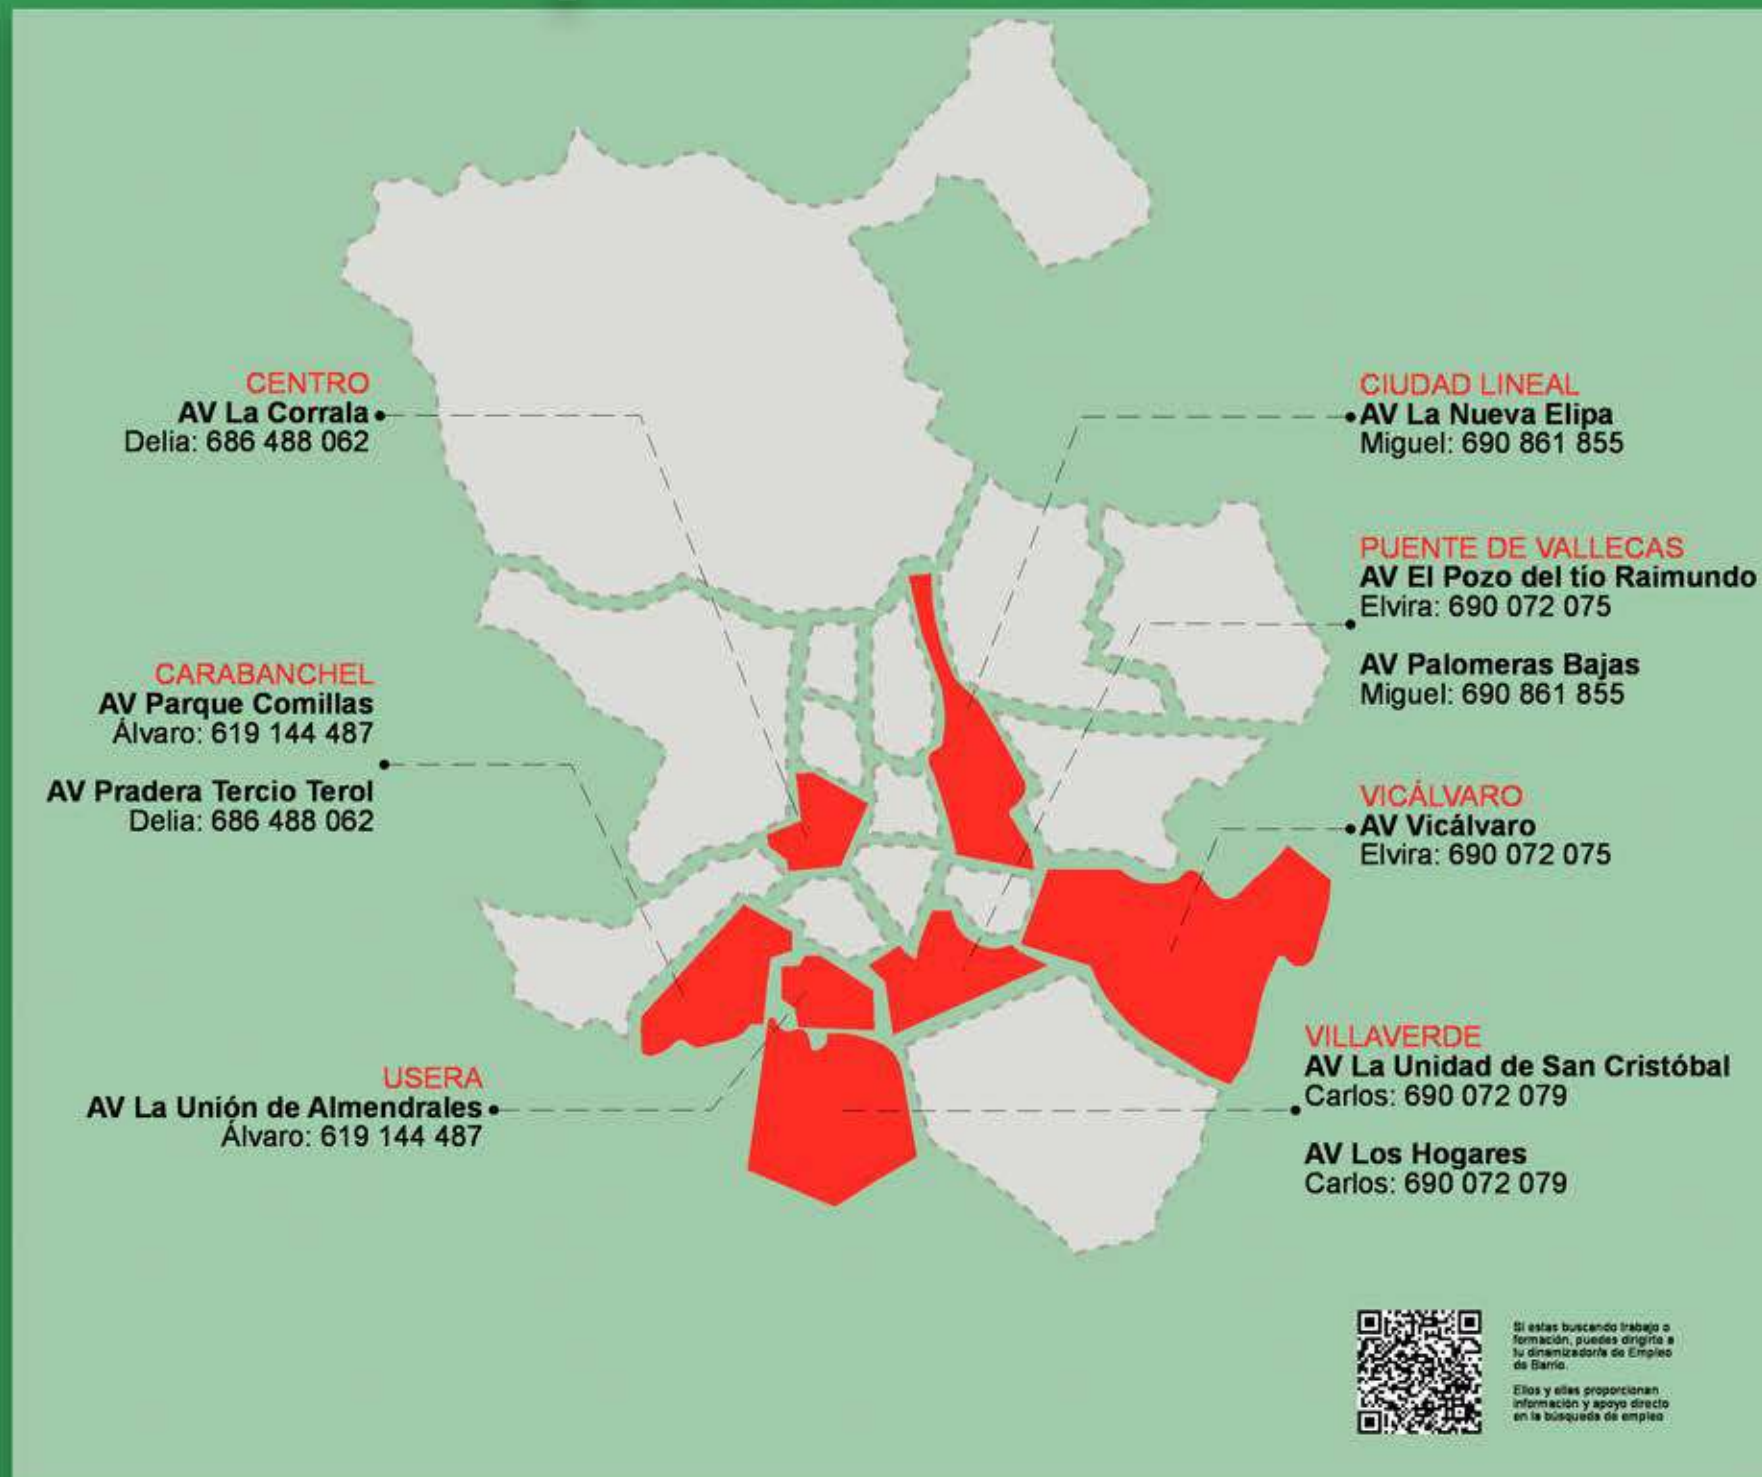 CENTRO
AV La Corrala
Delia: 686 488 062
CARABANCHEL
AV Parque Comillas
Álvaro: 619 144 487
AV Pradera Tercio Terol
Delia: 686 488 062
USERA
AV La Unión de Almendrales
Álvaro: 619 144 487
CIUDAD LINEAL
AV La Nueva Elipa
Miguel: 690 861 855
PUENTE DE VALLECAS
AV El Pozo del tío Raimundo
Elvira: 690 072 075
AV Palomeras Bajas
Miguel: 690 861 855
VICÁLVARO
AV Vicálvaro
Elvira: 690 072 075
VILLAVERDE
AV La Unidad de San Cristóbal
Carlos: 690 072 079
AV Los Hogares
Carlos: 690 072 079
Si estas buscando trabajo o
formación, puedes dirigirte a
tu dinamizador/a de Empleo
de Barrio.
Ellos y ellas proporcionan
información y apoyo directo
en la búsqueda de empleo